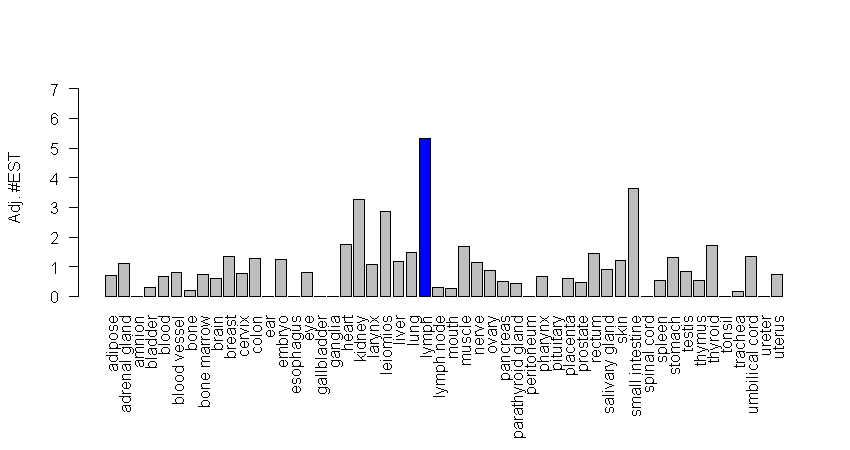 7
6
5
4
3
2
1
0
Adj. #EST
adipose
adrenal gland
amnion
bladder
blood
blood vessel
bone
bone marrow
brain
breast
cervix
colon
ear
embryo
esophagus
eye
gallbladder
ganglia
heart
kidney
larynx
leiomios
liver
lung
lymph
lymph node
mouth
muscle
nerve
ovary
pancreas
parathyroid gland
peritoneum
pharynx
pituitary
placenta
prostate
rectum
salivary gland
skin
small intestine
spinal cord
spleen
stomach
testis
thymus
thyroid
tonsil
trachea
umbilical cord
ureter
uterus